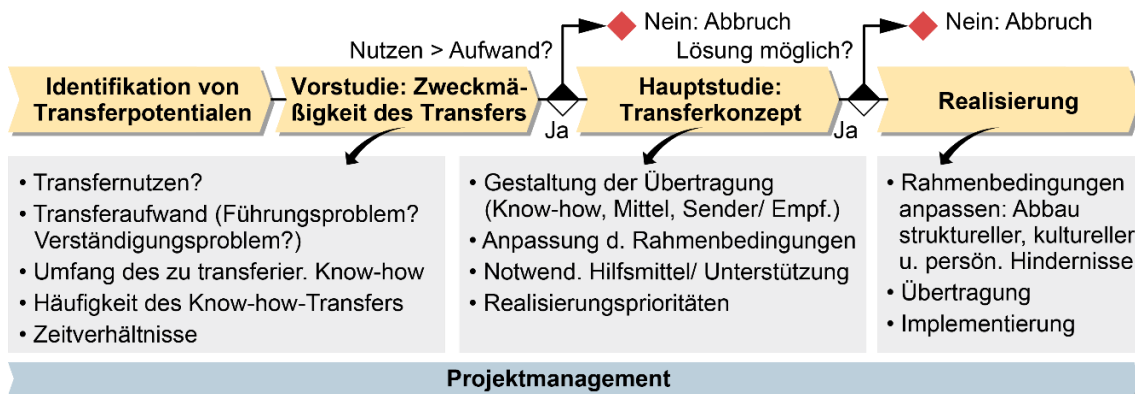 Nein: Abbruch
Nein: Abbruch
Nutzen > Aufwand?
Lösung möglich?
Identifikation von
Transferpotentialen
Vorstudie: Zweckmä-
ßigkeit des Transfers
Ja
Hauptstudie:
Transferkonzept
Ja
Realisierung
• Transfernutzen?
• Transferaufwand (Führungsproblem?
Verständigungsproblem?)
• Umfang des zu transferier. Know-how
• Häufigkeit des Know-how-Transfers
• Zeitverhältnisse
• Gestaltung der Übertragung
(Know-how, Mittel, Sender/ Empf.)
• Anpassung d. Rahmenbedingungen
• Notwend. Hilfsmittel/ Unterstützung
• Realisierungsprioritäten
• Rahmenbedingungen
anpassen: Abbau
struktureller, kultureller
u. persön. Hindernisse
• Übertragung
• Implementierung
Projektmanagement